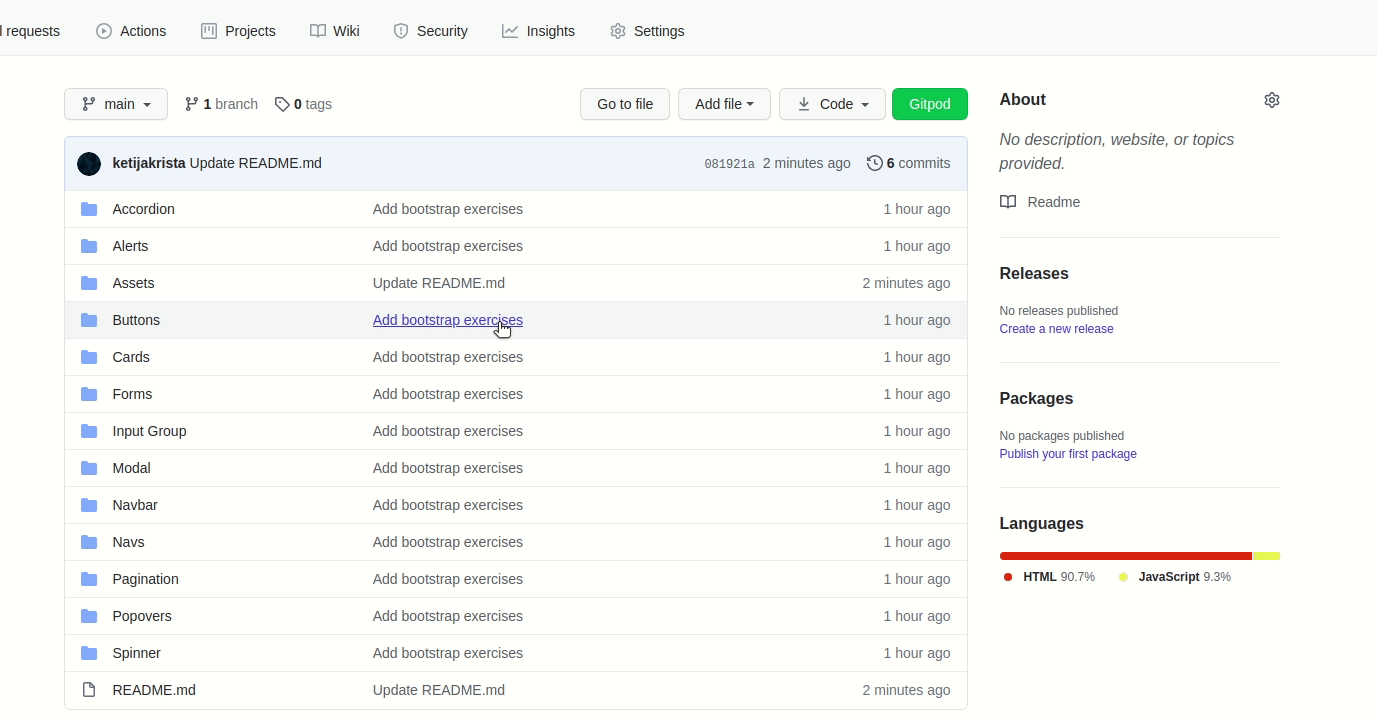 requests Actions Projects Wiki Security Insights Settings
main 1 branch 0 tags Go to file Add file Code Gitpod
ketijakrista Update README.md 081921a 2 minutes ago 6 commits
Accordion Add bootstrap exercises 1 hour ago
Alerts Add bootstrap exercises 1 hour ago
Assets Update README.md 2 minutes ago
Buttons Add bootstrap exercises 1 hour ago
Cards Add bootstrap exercises 1 hour ago
Forms Add bootstrap exercises 1 hour ago
Input Group Add bootstrap exercises 1 hour ago
Modal Add bootstrap exercises 1 hour ago
Navbar Add bootstrap exercises 1 hour ago
Navs Add bootstrap exercises 1 hour ago
Pagination Add bootstrap exercises 1 hour ago
Popovers Add bootstrap exercises 1 hour ago
Spinner Add bootstrap exercises 1 hour ago
README.md Update README.md 2 minutes ago
About
No description, website, or topics
provided.
Readme
Releases
No releases published
Create a new release
Packages
No packages published
Publish your first package
Languages
HTML 90.7% JavaScript 9.3%